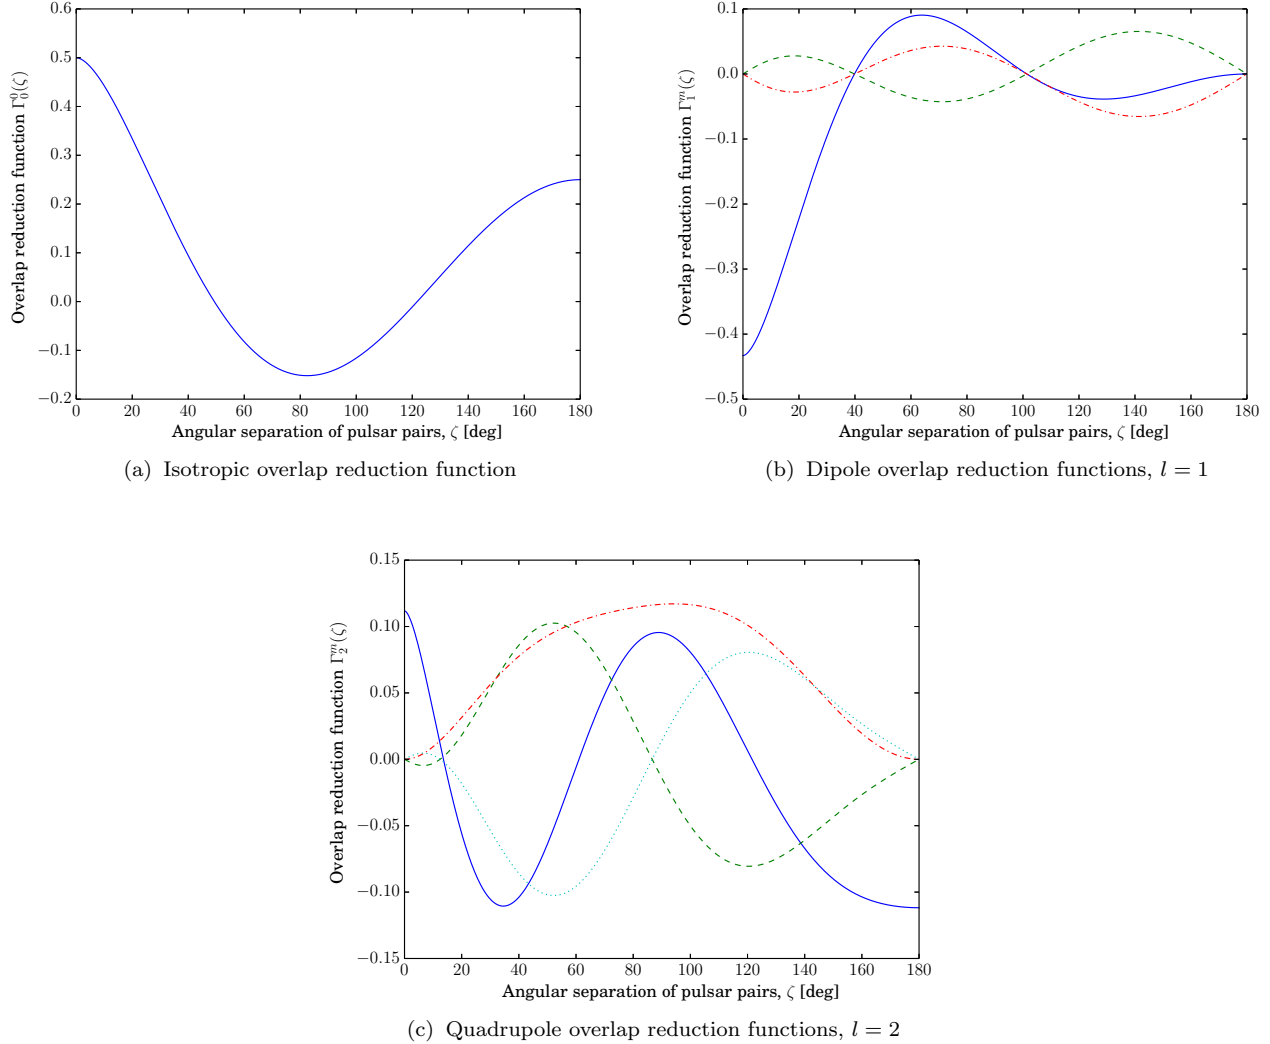 0.6
0.5
0.4
0.3
0.2
0.1
0.0
−0.1
−0.2
Overlap reduction function Γ₀⁰(ζ)
0 20 40 60 80 100 120 140 160 180
Angular separation of pulsar pairs, ζ [deg]
(a) Isotropic overlap reduction function
0.1
0.0
−0.1
−0.2
−0.3
−0.4
−0.5
Overlap reduction function Γ₁ᵐ(ζ)
0 20 40 60 80 100 120 140 160 180
Angular separation of pulsar pairs, ζ [deg]
(b) Dipole overlap reduction functions, l = 1
0.15
0.10
0.05
0.00
−0.05
−0.10
−0.15
Overlap reduction function Γ₂ᵐ(ζ)
0 20 40 60 80 100 120 140 160 180
Angular separation of pulsar pairs, ζ [deg]
(c) Quadrupole overlap reduction functions, l = 2